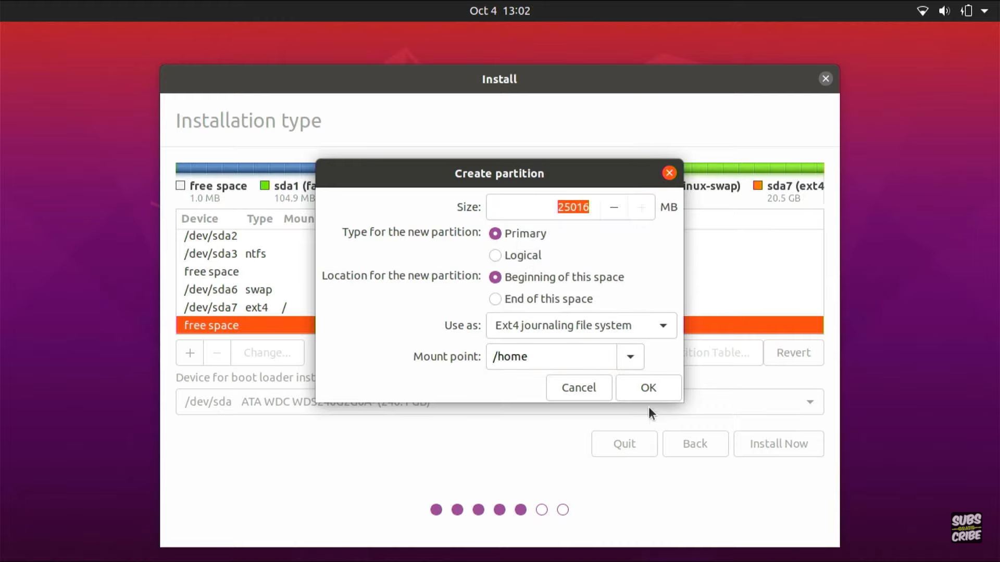 Oct 4 13:02
Install
Installation type
free space
1.0 MB
sda1 (fa
104.9 MB
inux-swap)
sda7 (ext4
20.5 GB
Device Type Moun
/dev/sda2
/dev/sda3 ntfs
free space
/dev/sda6 swap
/dev/sda7 ext4 /
free space
+ − Change...
ition Table... Revert
Device for boot loader inst
/dev/sda ATA WDC WDS240G2G0A- (240.1 GB)
Create partition
Size: 25016 − + MB
Type for the new partition: Primary
Logical
Location for the new partition: Beginning of this space
End of this space
Use as: Ext4 journaling file system
Mount point: /home
Cancel OK
Quit Back Install Now
SUBS
GRATIS
CRIBE